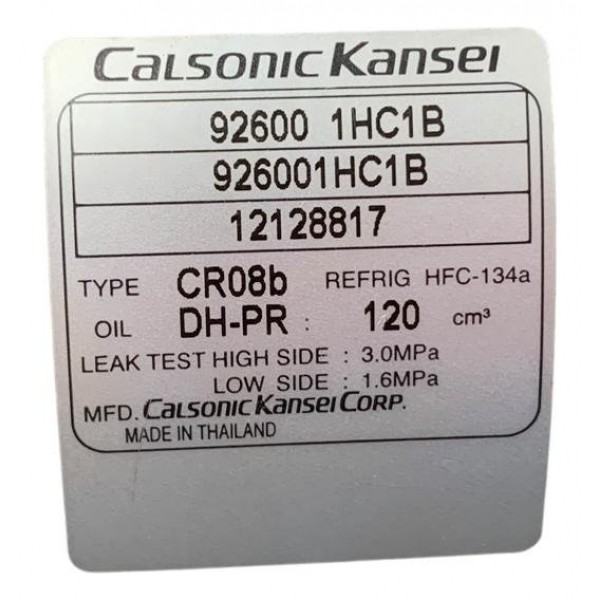 CALSONIC KANSEI
92600 1HC1B
926001HC1B
12128817
TYPE CR08b REFRIG HFC-134a
OIL DH-PR : 120 cm³
LEAK TEST HIGH SIDE : 3.0MPa
LOW SIDE : 1.6MPa
MFD. CALSONIC KANSEI CORP.
MADE IN THAILAND